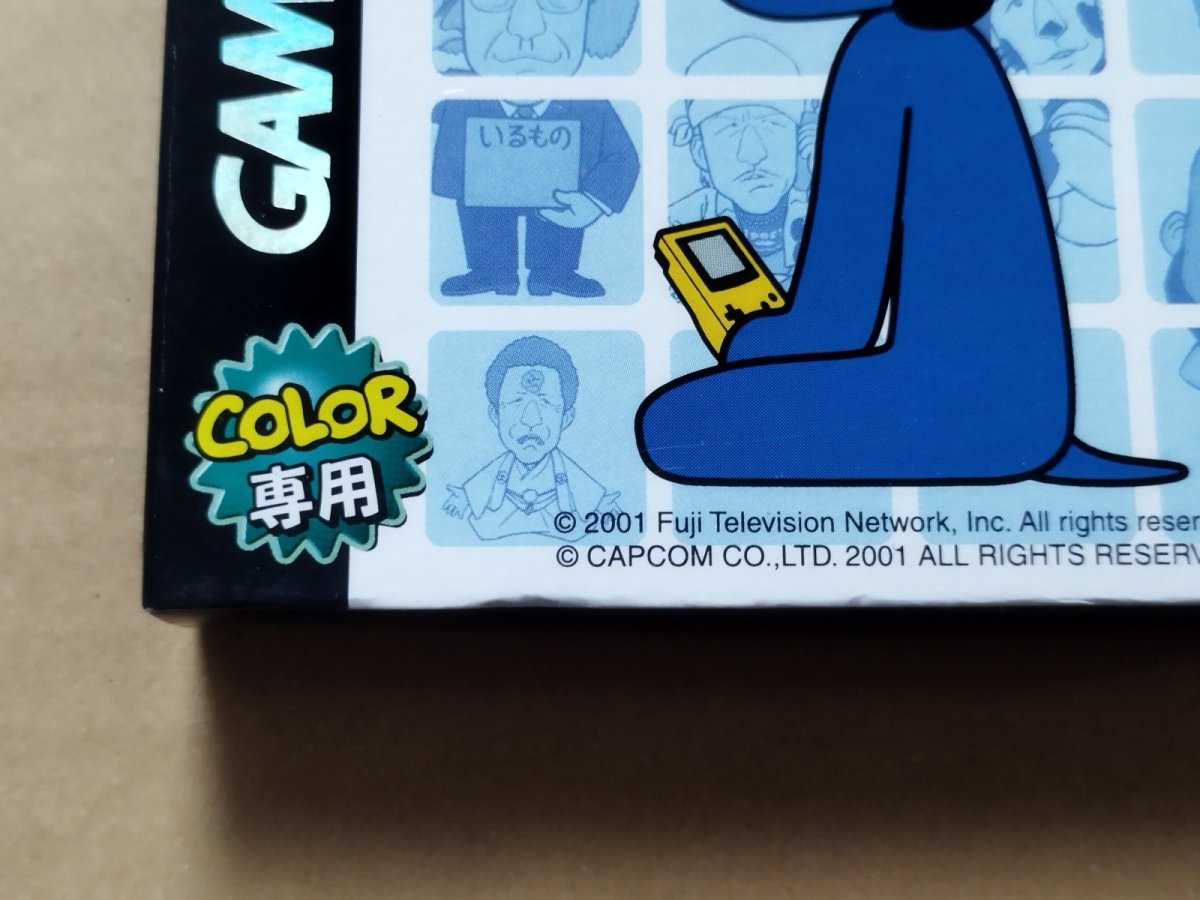 GAM
いるもの
COLOR
専用
© 2001 Fuji Television Network, Inc. All rights reser
© CAPCOM CO.,LTD. 2001 ALL RIGHTS RESERV